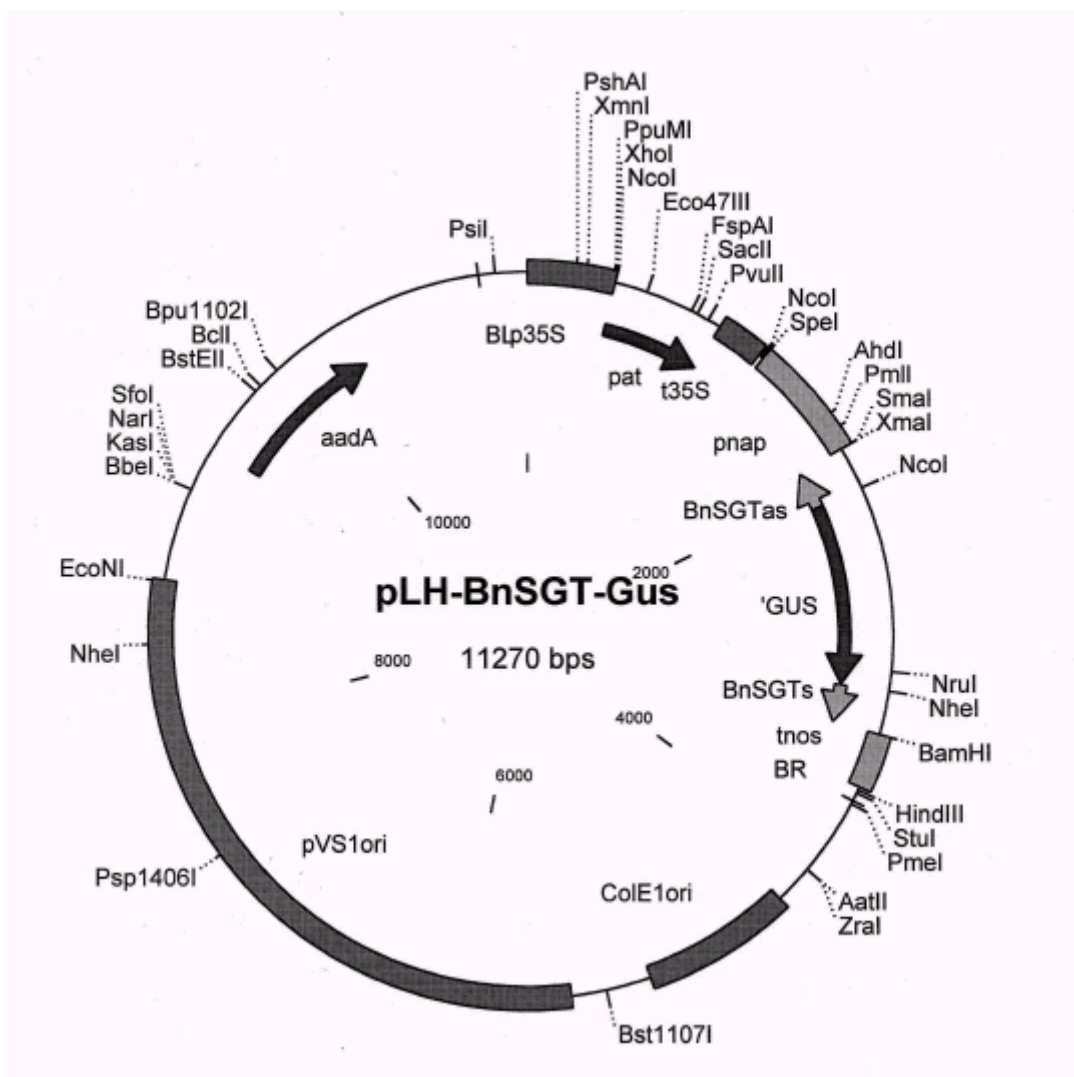 PshAI
XmnI
PpuMI
XhoI
NcoI
Eco47III
FspAI
SacII
PvuII
NcoI
SpeI
AhdI
PmlI
SmaI
XmaI
NcoI
PsiI
Bpu1102I
BclI
BstEII
SfoI
NarI
KasI
BbeI
EcoNI
NheI
Psp1406I
BLp35S
pat
t35S
aadA
pnap
BnSGTas
10000
2000
pLH-BnSGT-Gus
11270 bps
'GUS
8000
BnSGTs
4000
tnos
BR
6000
pVS1ori
ColE1ori
NruI
NheI
BamHI
HindIII
StuI
PmeI
AatII
ZraI
Bst1107I